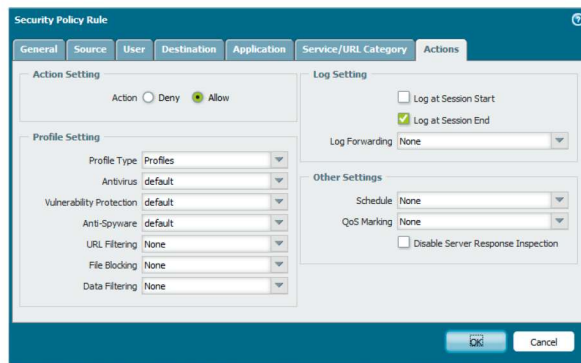 Security Policy Rule
General Source User Destination Application Service/URL Category Actions
Action Setting
Action Deny Allow
Profile Setting
Profile Type Profiles
Antivirus default
Vulnerability Protection default
Anti-Spyware default
URL Filtering None
File Blocking None
Data Filtering None
Log Setting
Log at Session Start
Log at Session End
Log Forwarding None
Other Settings
Schedule None
QoS Marking None
Disable Server Response Inspection
OK Cancel